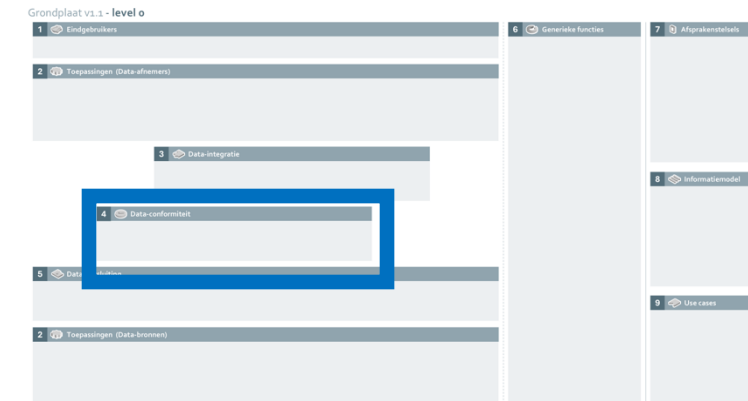 Grondplaat v1.1 - level 0
1 Eindgebruikers
2 Toepassingen (Data-afnemers)
3 Data-integratie
4 Data-conformiteit
5 Data
2 Toepassingen (Data-bronnen)
6 Generieke functies
7 Afsprakenstelsels
8 Informatiemodel
9 Use cases